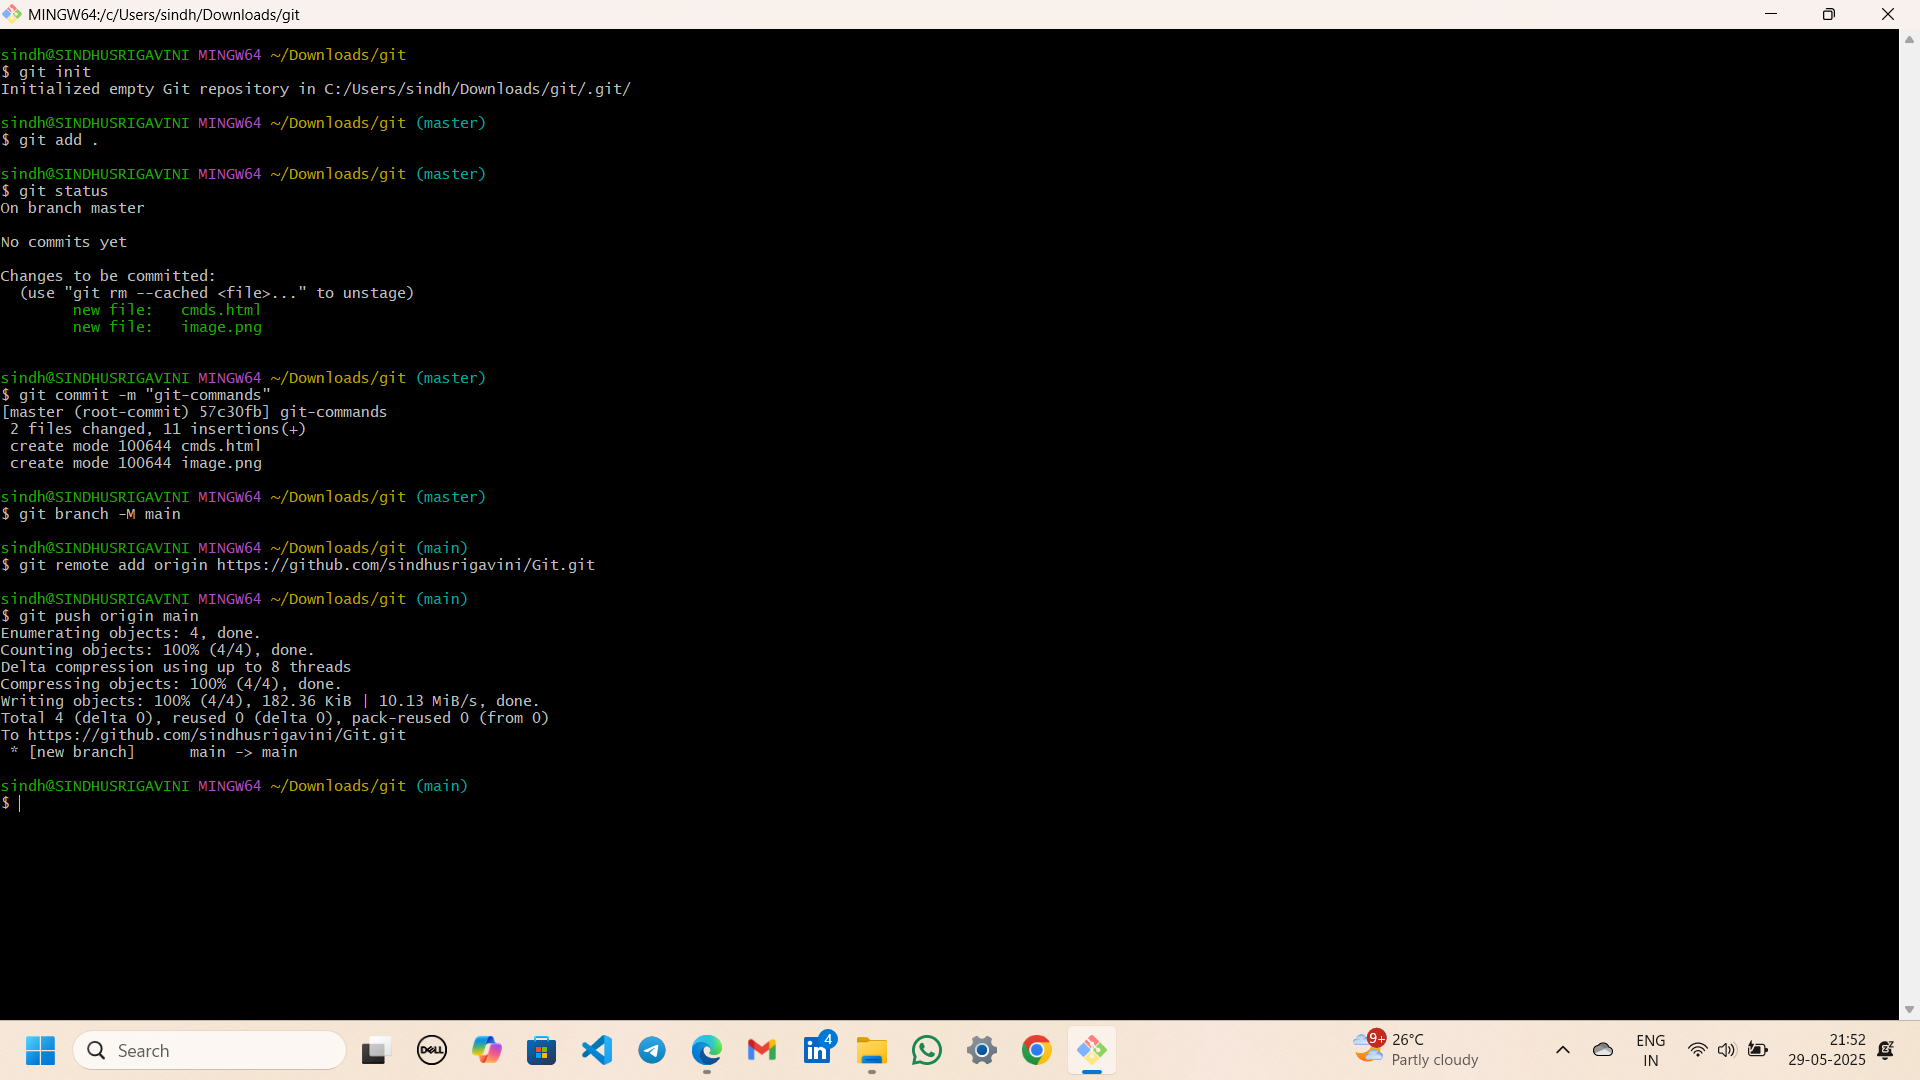 MINGW64:/c/Users/sindh/Downloads/git
sindh@SINDHUSRIGAVINI MINGW64 ~/Downloads/git
$ git init
Initialized empty Git repository in C:/Users/sindh/Downloads/git/.git/
sindh@SINDHUSRIGAVINI MINGW64 ~/Downloads/git (master)
$ git add .
sindh@SINDHUSRIGAVINI MINGW64 ~/Downloads/git (master)
$ git status
On branch master
No commits yet
Changes to be committed:
  (use "git rm --cached <file>..." to unstage)
        new file:   cmds.html
        new file:   image.png
sindh@SINDHUSRIGAVINI MINGW64 ~/Downloads/git (master)
$ git commit -m "git-commands"
[master (root-commit) 57c30fb] git-commands
 2 files changed, 11 insertions(+)
 create mode 100644 cmds.html
 create mode 100644 image.png
sindh@SINDHUSRIGAVINI MINGW64 ~/Downloads/git (master)
$ git branch -M main
sindh@SINDHUSRIGAVINI MINGW64 ~/Downloads/git (main)
$ git remote add origin https://github.com/sindhusrigavini/Git.git
sindh@SINDHUSRIGAVINI MINGW64 ~/Downloads/git (main)
$ git push origin main
Enumerating objects: 4, done.
Counting objects: 100% (4/4), done.
Delta compression using up to 8 threads
Compressing objects: 100% (4/4), done.
Writing objects: 100% (4/4), 182.36 KiB | 10.13 MiB/s, done.
Total 4 (delta 0), reused 0 (delta 0), pack-reused 0 (from 0)
To https://github.com/sindhusrigavini/Git.git
 * [new branch]      main -> main
sindh@SINDHUSRIGAVINI MINGW64 ~/Downloads/git (main)
$
Search
DELL
in 4
9+
26°C
Partly cloudy
ENG
IN
21:52
29-05-2025